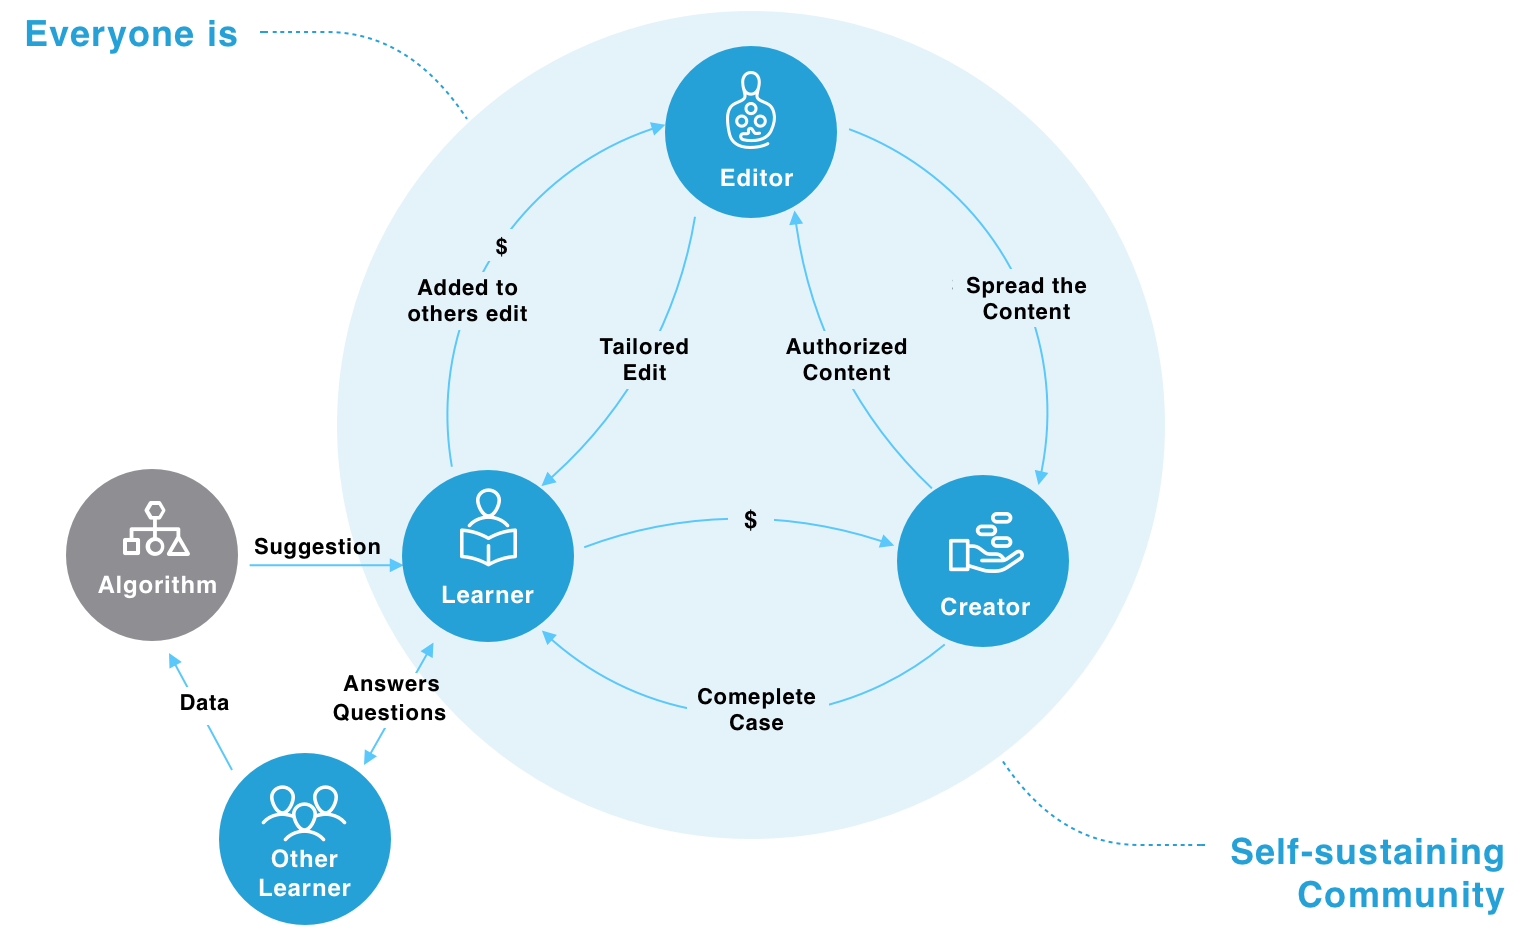 Everyone is
Editor
$
Added to
others edit
Spread the
Content
Tailored
Edit
Authorized
Content
$
Suggestion
Algorithm
Learner
Creator
Answers
Questions
Data
Comeplete
Case
Other
Learner
Self-sustaining
Community